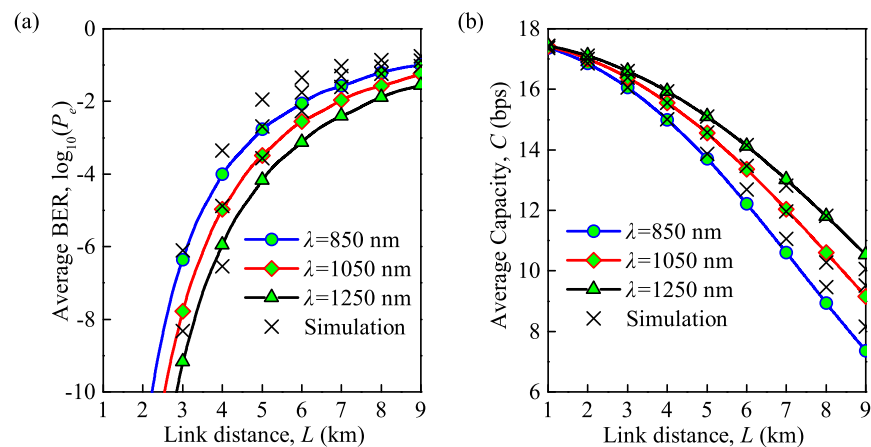 (a)
0
-2
-4
-6
-8
-10
Average BER, log₁₀(Pₑ)
λ=850 nm
λ=1050 nm
λ=1250 nm
Simulation
1 2 3 4 5 6 7 8 9
Link distance, L (km)
(b)
18
16
14
12
10
8
6
Average Capacity, C (bps)
λ=850 nm
λ=1050 nm
λ=1250 nm
Simulation
1 2 3 4 5 6 7 8 9
Link distance, L (km)